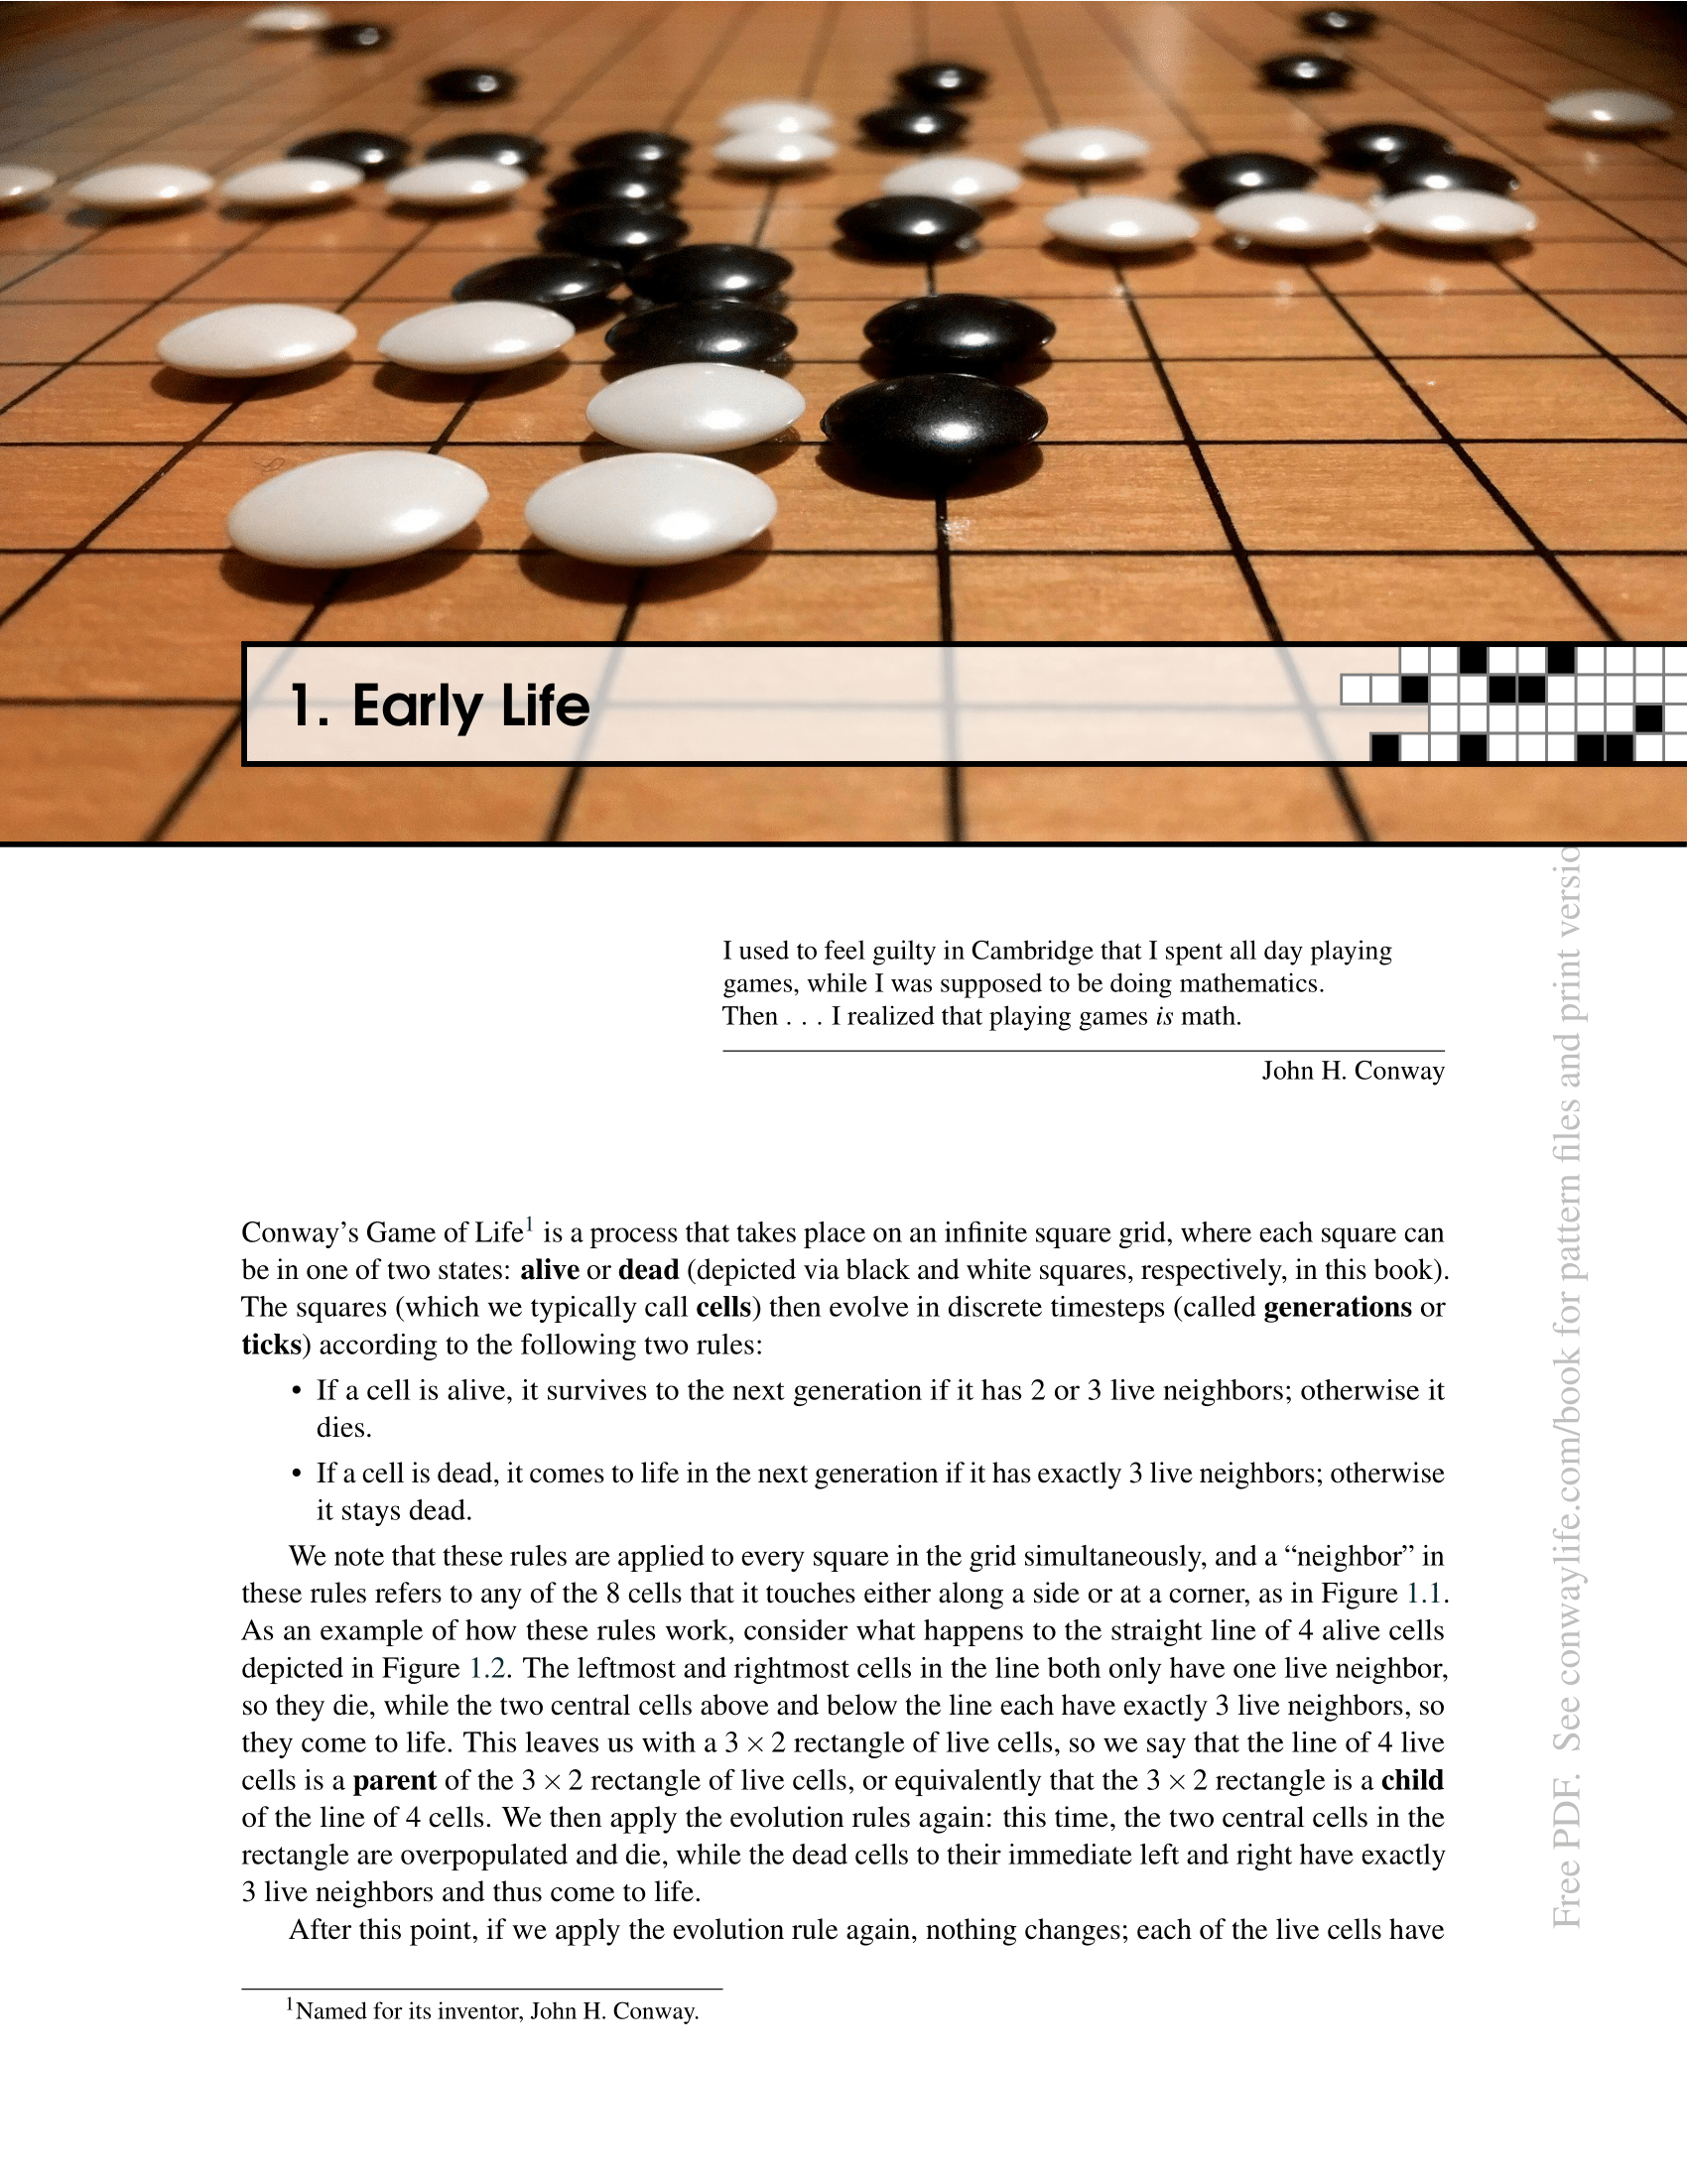 1. Early Life
I used to feel guilty in Cambridge that I spent all day playing
games, while I was supposed to be doing mathematics.
Then . . . I realized that playing games is math.
John H. Conway
Conway’s Game of Life1 is a process that takes place on an infinite square grid, where each square can
be in one of two states: alive or dead (depicted via black and white squares, respectively, in this book).
The squares (which we typically call cells) then evolve in discrete timesteps (called generations or
ticks) according to the following two rules:
• If a cell is alive, it survives to the next generation if it has 2 or 3 live neighbors; otherwise it
dies.
• If a cell is dead, it comes to life in the next generation if it has exactly 3 live neighbors; otherwise
it stays dead.
We note that these rules are applied to every square in the grid simultaneously, and a “neighbor” in
these rules refers to any of the 8 cells that it touches either along a side or at a corner, as in Figure 1.1.
As an example of how these rules work, consider what happens to the straight line of 4 alive cells
depicted in Figure 1.2. The leftmost and rightmost cells in the line both only have one live neighbor,
so they die, while the two central cells above and below the line each have exactly 3 live neighbors, so
they come to life. This leaves us with a 3 × 2 rectangle of live cells, so we say that the line of 4 live
cells is a parent of the 3 × 2 rectangle of live cells, or equivalently that the 3 × 2 rectangle is a child
of the line of 4 cells. We then apply the evolution rules again: this time, the two central cells in the
rectangle are overpopulated and die, while the dead cells to their immediate left and right have exactly
3 live neighbors and thus come to life.
After this point, if we apply the evolution rule again, nothing changes; each of the live cells have
1Named for its inventor, John H. Conway.
Free PDF. See conwaylife.com/book for pattern files and print versio